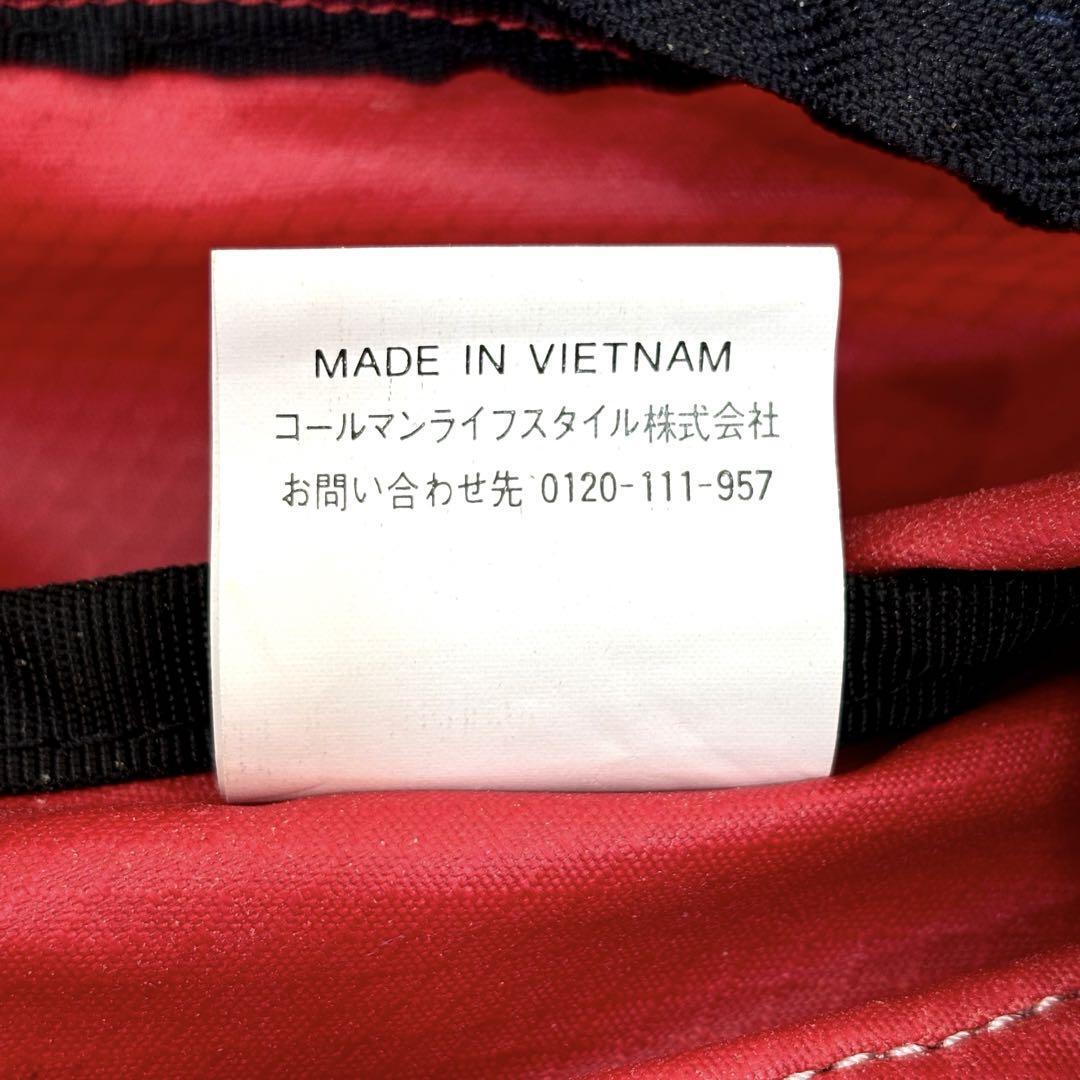 MADE IN VIETNAM
コールマンライフスタイル株式会社
お問い合わせ先 0120-111-957